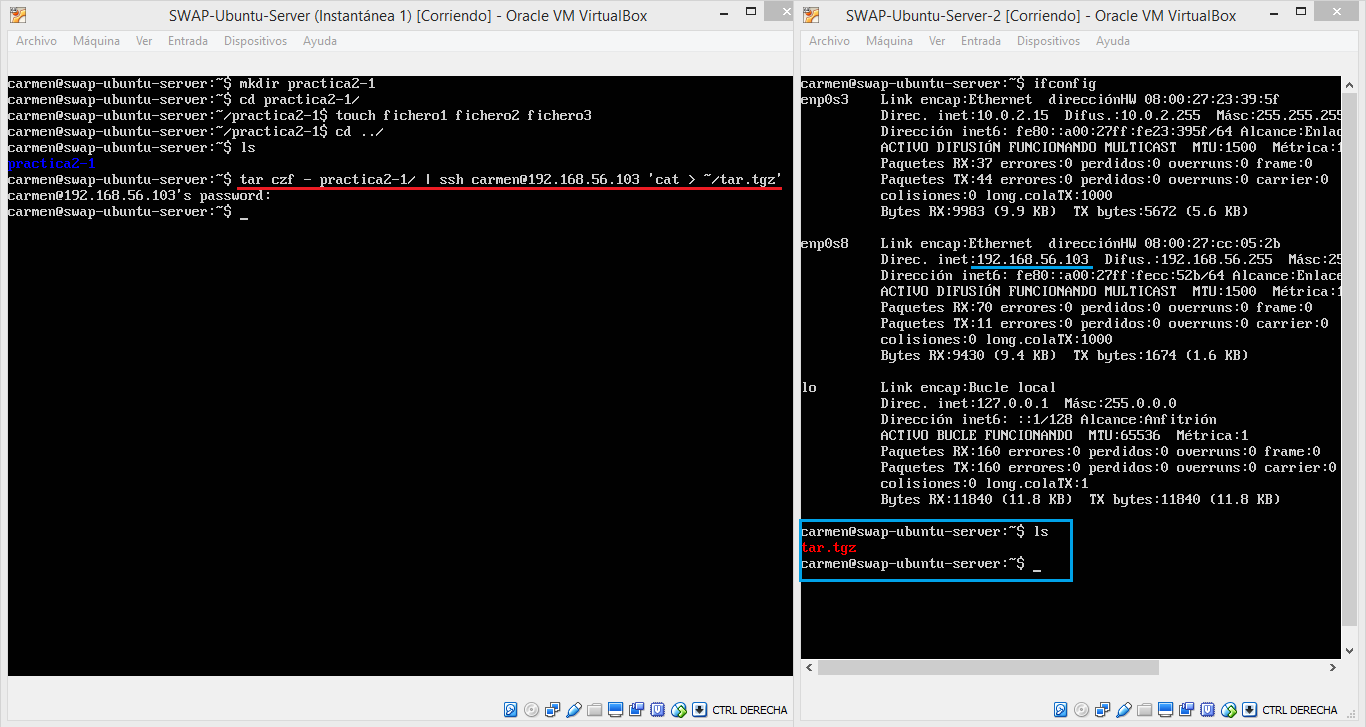 SWAP-Ubuntu-Server (Instantánea 1) [Corriendo] - Oracle VM VirtualBox
Archivo Máquina Ver Entrada Dispositivos Ayuda
carmen@swap-ubuntu-server:~$ mkdir practica2-1
carmen@swap-ubuntu-server:~$ cd practica2-1/
carmen@swap-ubuntu-server:~/practica2-1$ touch fichero1 fichero2 fichero3
carmen@swap-ubuntu-server:~/practica2-1$ cd ../
carmen@swap-ubuntu-server:~$ ls
practica2-1
carmen@swap-ubuntu-server:~$ tar czf - practica2-1/ | ssh carmen@192.168.56.103 'cat > ~/tar.tgz'
carmen@192.168.56.103's password:
carmen@swap-ubuntu-server:~$ _
CTRL DERECHA
SWAP-Ubuntu-Server-2 [Corriendo] - Oracle VM VirtualBox
Archivo Máquina Ver Entrada Dispositivos Ayuda
carmen@swap-ubuntu-server:~$ ifconfig
enp0s3 Link encap:Ethernet direcciónHW 08:00:27:23:39:5f
Direc. inet:10.0.2.15 Difus.:10.0.2.255 Másc:255.255.255
Dirección inet6: fe80::a00:27ff:fe23:395f/64 Alcance:Enlac
ACTIVO DIFUSIÓN FUNCIONANDO MULTICAST MTU:1500 Métrica:1
Paquetes RX:37 errores:0 perdidos:0 overruns:0 frame:0
Paquetes TX:44 errores:0 perdidos:0 overruns:0 carrier:0
colisiones:0 long.colaTX:1000
Bytes RX:9983 (9.9 KB) TX bytes:5672 (5.6 KB)
enp0s8 Link encap:Ethernet direcciónHW 08:00:27:cc:05:2b
Direc. inet:192.168.56.103 Difus.:192.168.56.255 Másc:25
Dirección inet6: fe80::a00:27ff:fecc:52b/64 Alcance:Enlace
ACTIVO DIFUSIÓN FUNCIONANDO MULTICAST MTU:1500 Métrica:1
Paquetes RX:70 errores:0 perdidos:0 overruns:0 frame:0
Paquetes TX:11 errores:0 perdidos:0 overruns:0 carrier:0
colisiones:0 long.colaTX:1000
Bytes RX:9430 (9.4 KB) TX bytes:1674 (1.6 KB)
lo Link encap:Bucle local
Direc. inet:127.0.0.1 Másc:255.0.0.0
Dirección inet6: ::1/128 Alcance:Anfitrión
ACTIVO BUCLE FUNCIONANDO MTU:65536 Métrica:1
Paquetes RX:160 errores:0 perdidos:0 overruns:0 frame:0
Paquetes TX:160 errores:0 perdidos:0 overruns:0 carrier:0
colisiones:0 long.colaTX:1
Bytes RX:11840 (11.8 KB) TX bytes:11840 (11.8 KB)
carmen@swap-ubuntu-server:~$ ls
tar.tgz
carmen@swap-ubuntu-server:~$ _
CTRL DERECHA